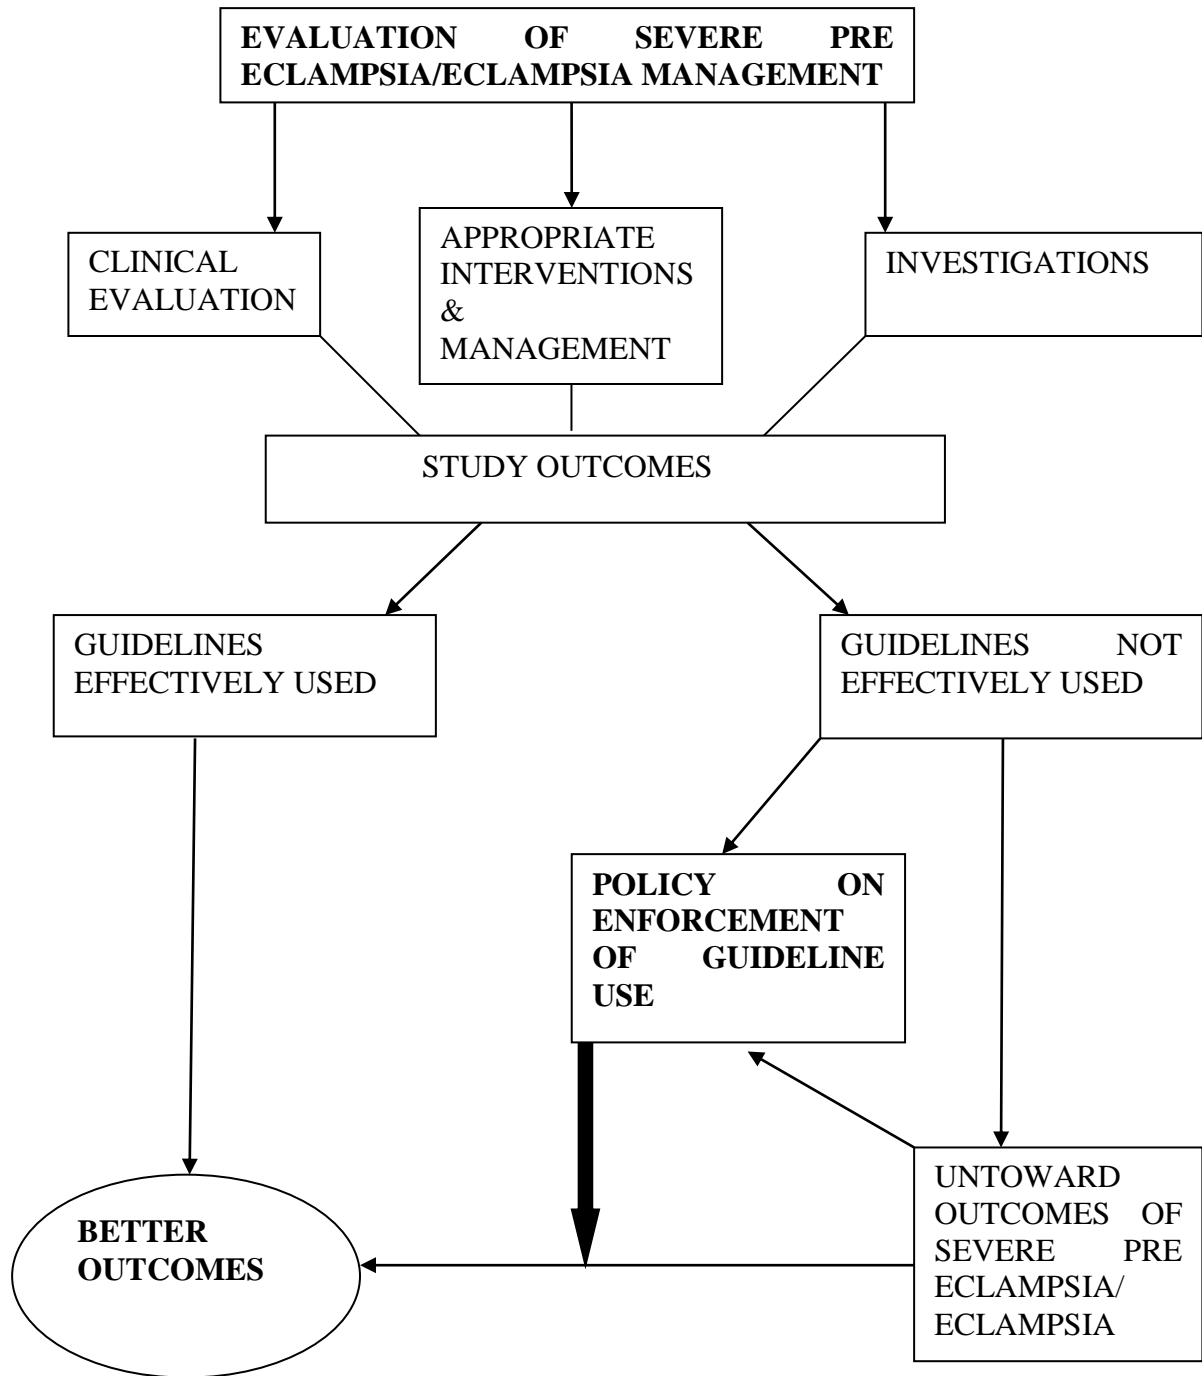 EVALUATION OF SEVERE PRE
ECLAMPSIA/ECLAMPSIA MANAGEMENT
CLINICAL
EVALUATION
APPROPRIATE
INTERVENTIONS
&
MANAGEMENT
INVESTIGATIONS
STUDY OUTCOMES
GUIDELINES
EFFECTIVELY USED
GUIDELINES NOT
EFFECTIVELY USED
POLICY ON
ENFORCEMENT
OF GUIDELINE
USE
BETTER
OUTCOMES
UNTOWARD
OUTCOMES OF
SEVERE PRE
ECLAMPSIA/
ECLAMPSIA